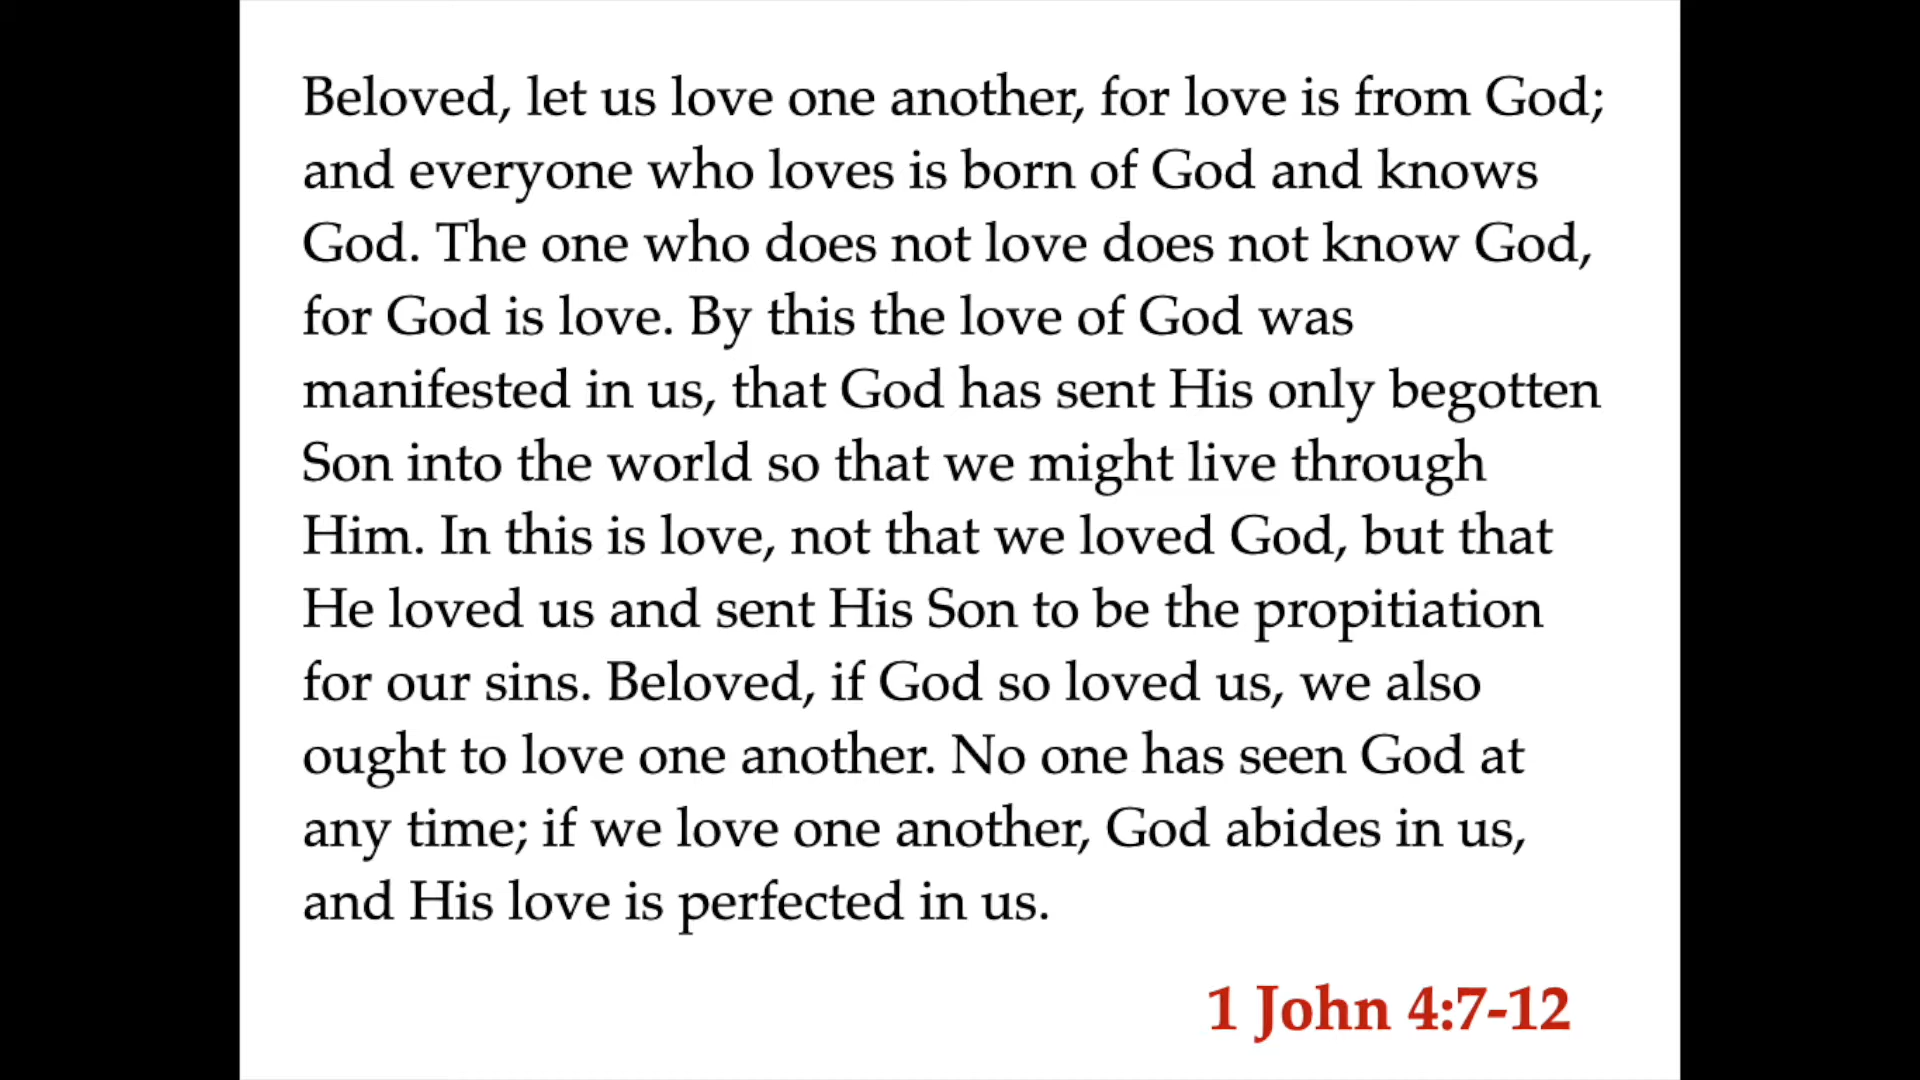 Beloved, let us love one another, for love is from God;
and everyone who loves is born of God and knows
God. The one who does not love does not know God,
for God is love. By this the love of God was
manifested in us, that God has sent His only begotten
Son into the world so that we might live through
Him. In this is love, not that we loved God, but that
He loved us and sent His Son to be the propitiation
for our sins. Beloved, if God so loved us, we also
ought to love one another. No one has seen God at
any time; if we love one another, God abides in us,
and His love is perfected in us.
1 John 4:7-12